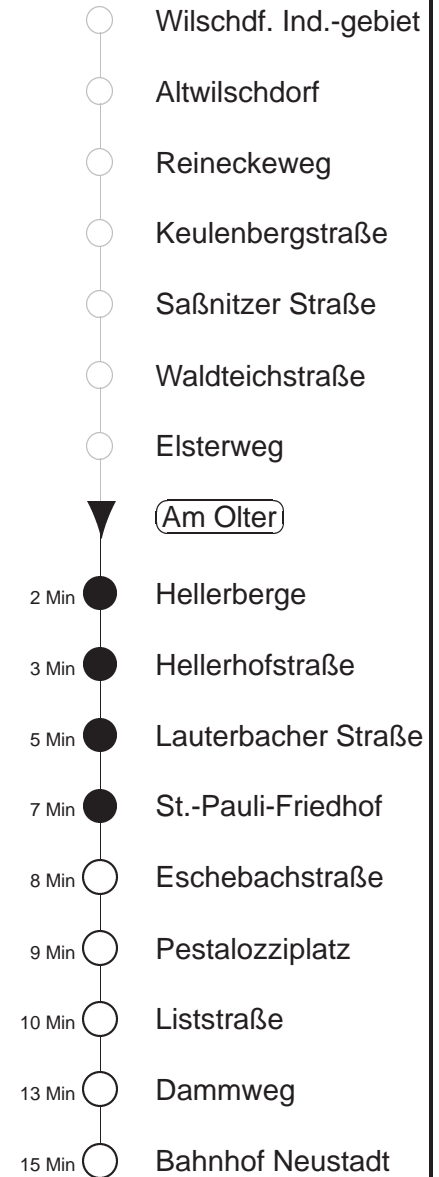 Wilschdf. Ind.-gebiet
Altwilschdorf
Reineckeweg
Keulenbergstraße
Saßnitzer Straße
Waldteichstraße
Elsterweg
Am Olter
2 Min Hellerberge
3 Min Hellerhofstraße
5 Min Lauterbacher Straße
7 Min St.-Pauli-Friedhof
8 Min Eschebachstraße
9 Min Pestalozziplatz
10 Min Liststraße
13 Min Dammweg
15 Min Bahnhof Neustadt